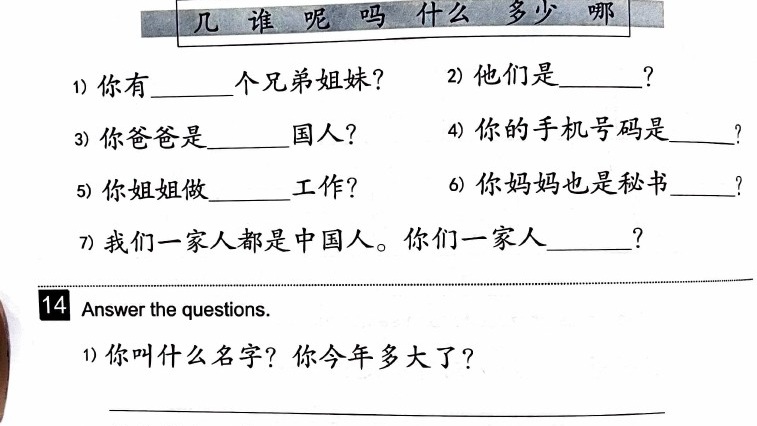 几 谁 呢 吗 什么 多少 哪
1) 你有______个兄弟姐妹? 2) 他们是______?
3) 你爸爸是______国人? 4) 你的手机号码是_____?
5) 你姐姐做______工作? 6) 你妈妈也是秘书_____?
7) 我们一家人都是中国人。你们一家人______?
14 Answer the questions.
1) 你叫什么名字? 你今年多大了?